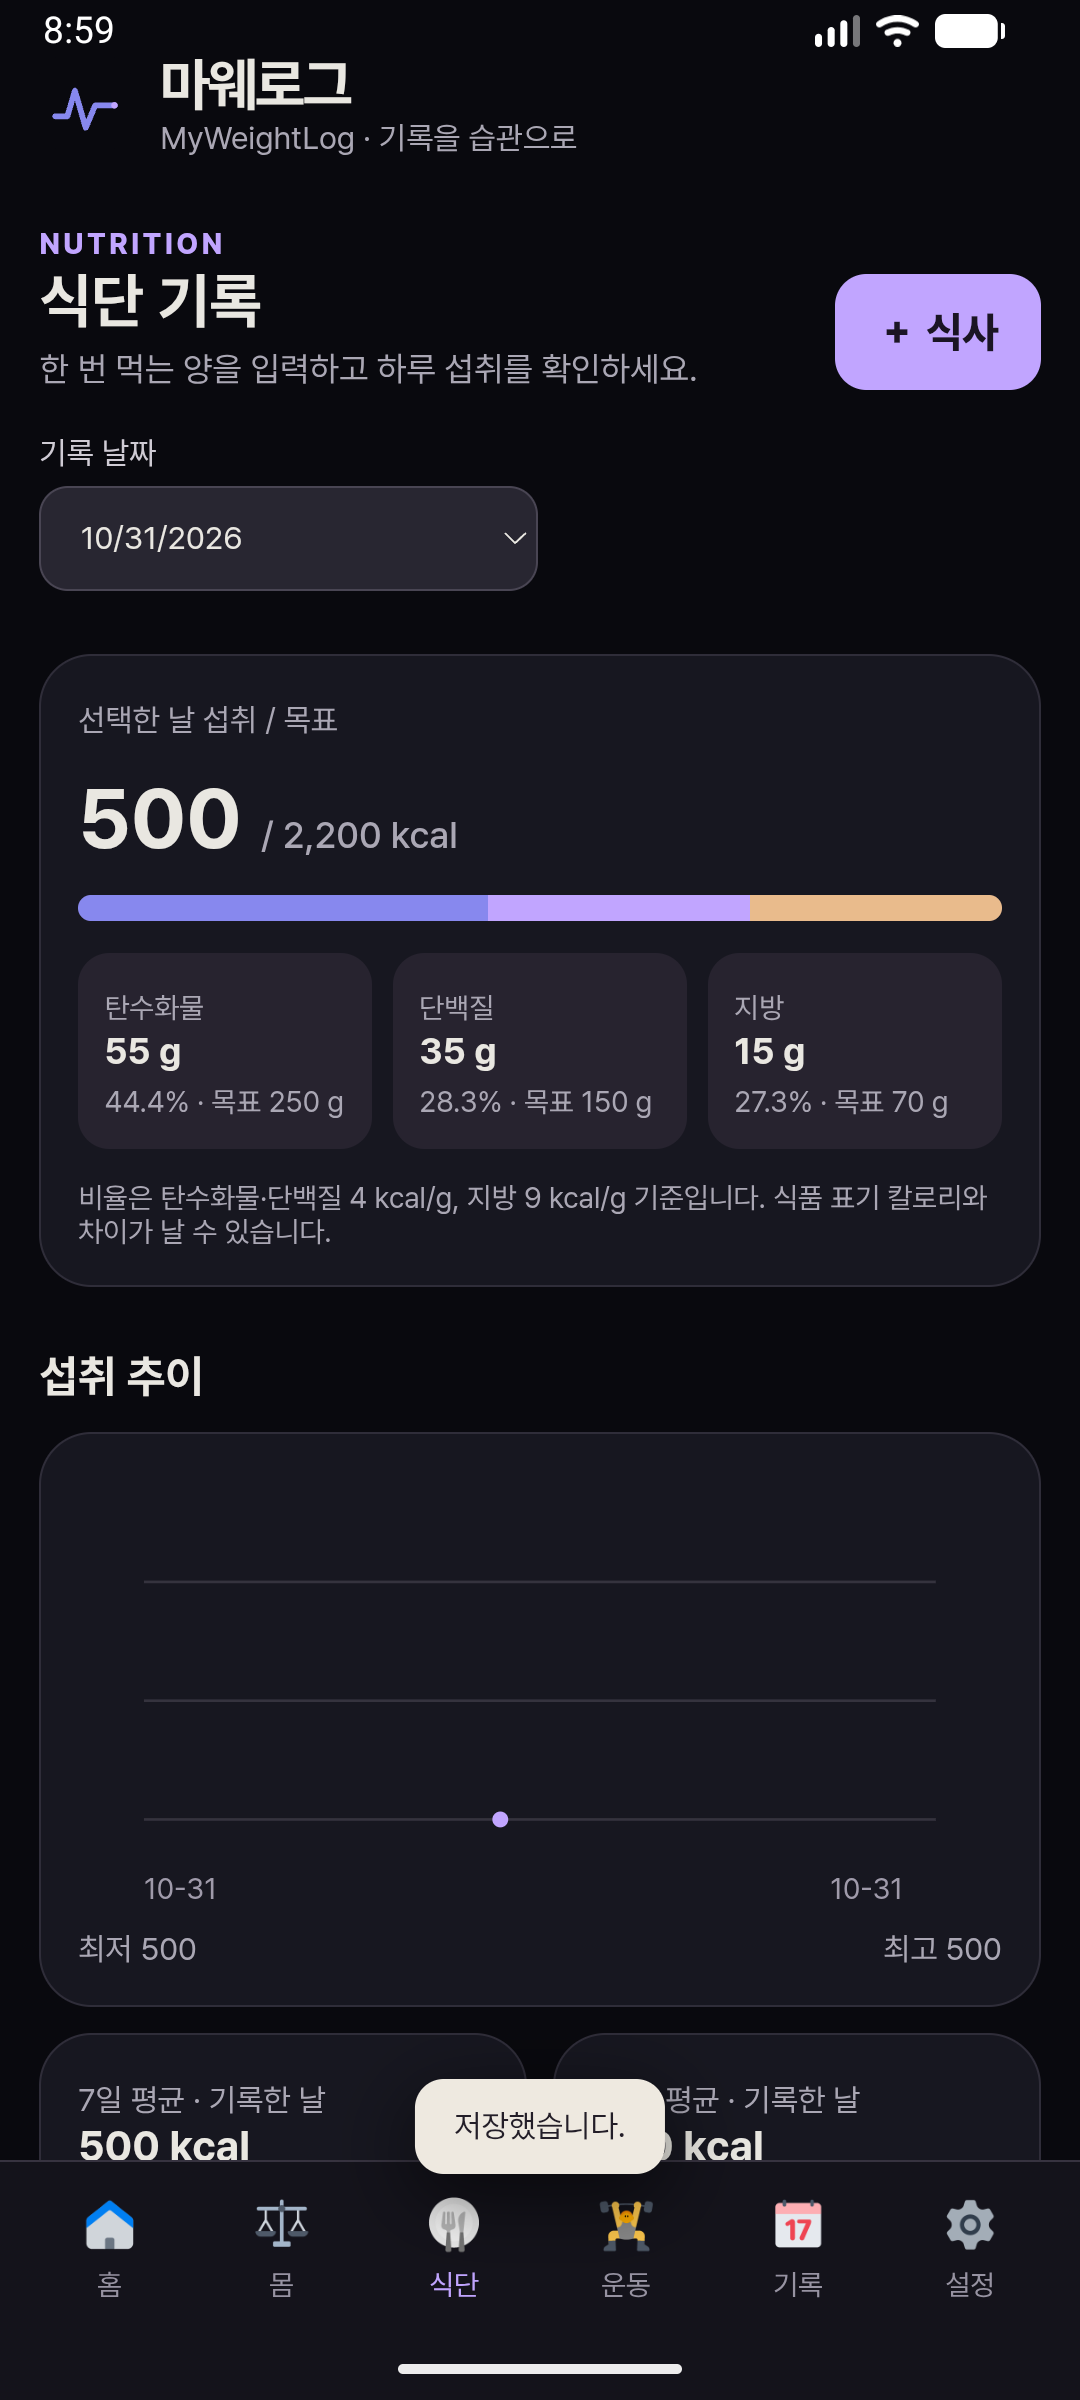 8:59
마웨로그
MyWeightLog · 기록을 습관으로
NUTRITION
식단 기록
+ 식사
한 번 먹는 양을 입력하고 하루 섭취를 확인하세요.
기록 날짜
10/31/2026
선택한 날 섭취 / 목표
500 / 2,200 kcal
탄수화물
55 g
44.4% · 목표 250 g
단백질
35 g
28.3% · 목표 150 g
지방
15 g
27.3% · 목표 70 g
비율은 탄수화물·단백질 4 kcal/g, 지방 9 kcal/g 기준입니다. 식품 표기 칼로리와
차이가 날 수 있습니다.
섭취 추이
10-31 10-31
최저 500 최고 500
7일 평균 · 기록한 날
500 kcal
평균 · 기록한 날
kcal
저장했습니다.
17
홈
몸
식단
운동
기록
설정